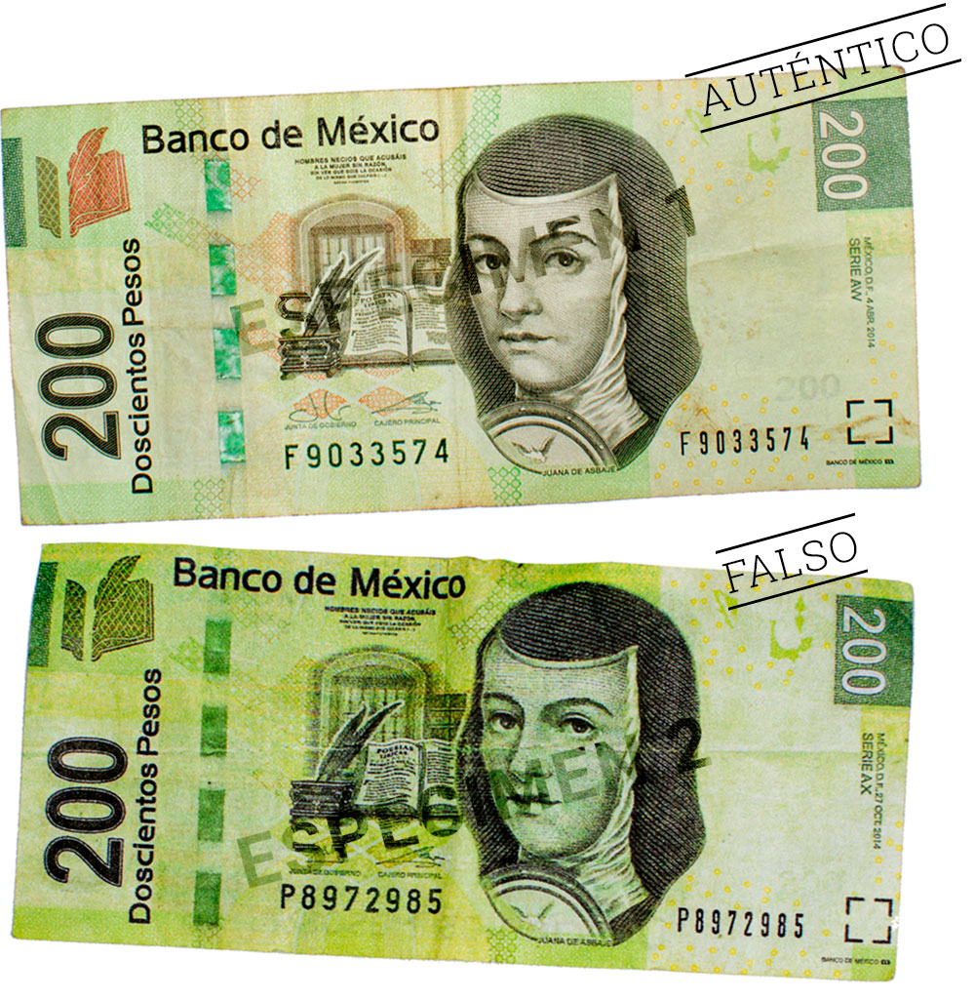 AUTÉNTICO
Banco de México
200
HOMBRES NECIOS QUE ACUSÁIS
A LA MUJER SIN RAZÓN,
SIN VER QUE SOIS LA OCASIÓN
DE LO MISMO QUE CULPÁIS (...)
MÉXICO, D.F., 4 ABR. 2014
SERIE AW
200
Doscientos Pesos
ESPECIMEN 1
200
JUNTA DE GOBIERNO
CAJERO PRINCIPAL
F9033574
F9033574
JUANA DE ASBAJE
BANCO DE MÉXICO
FALSO
Banco de México
200
HOMBRES NECIOS QUE ACUSÁIS
A LA MUJER SIN RAZÓN,
MÉXICO, D.F., 27 OCT. 2014
SERIE AX
200
Doscientos Pesos
POESÍAS
LÍRICAS
ESPECIMEN 2
JUNTA DE GOBIERNO
CAJERO PRINCIPAL
P8972985
P8972985
JUANA DE ASBAJE
BANCO DE MÉXICO